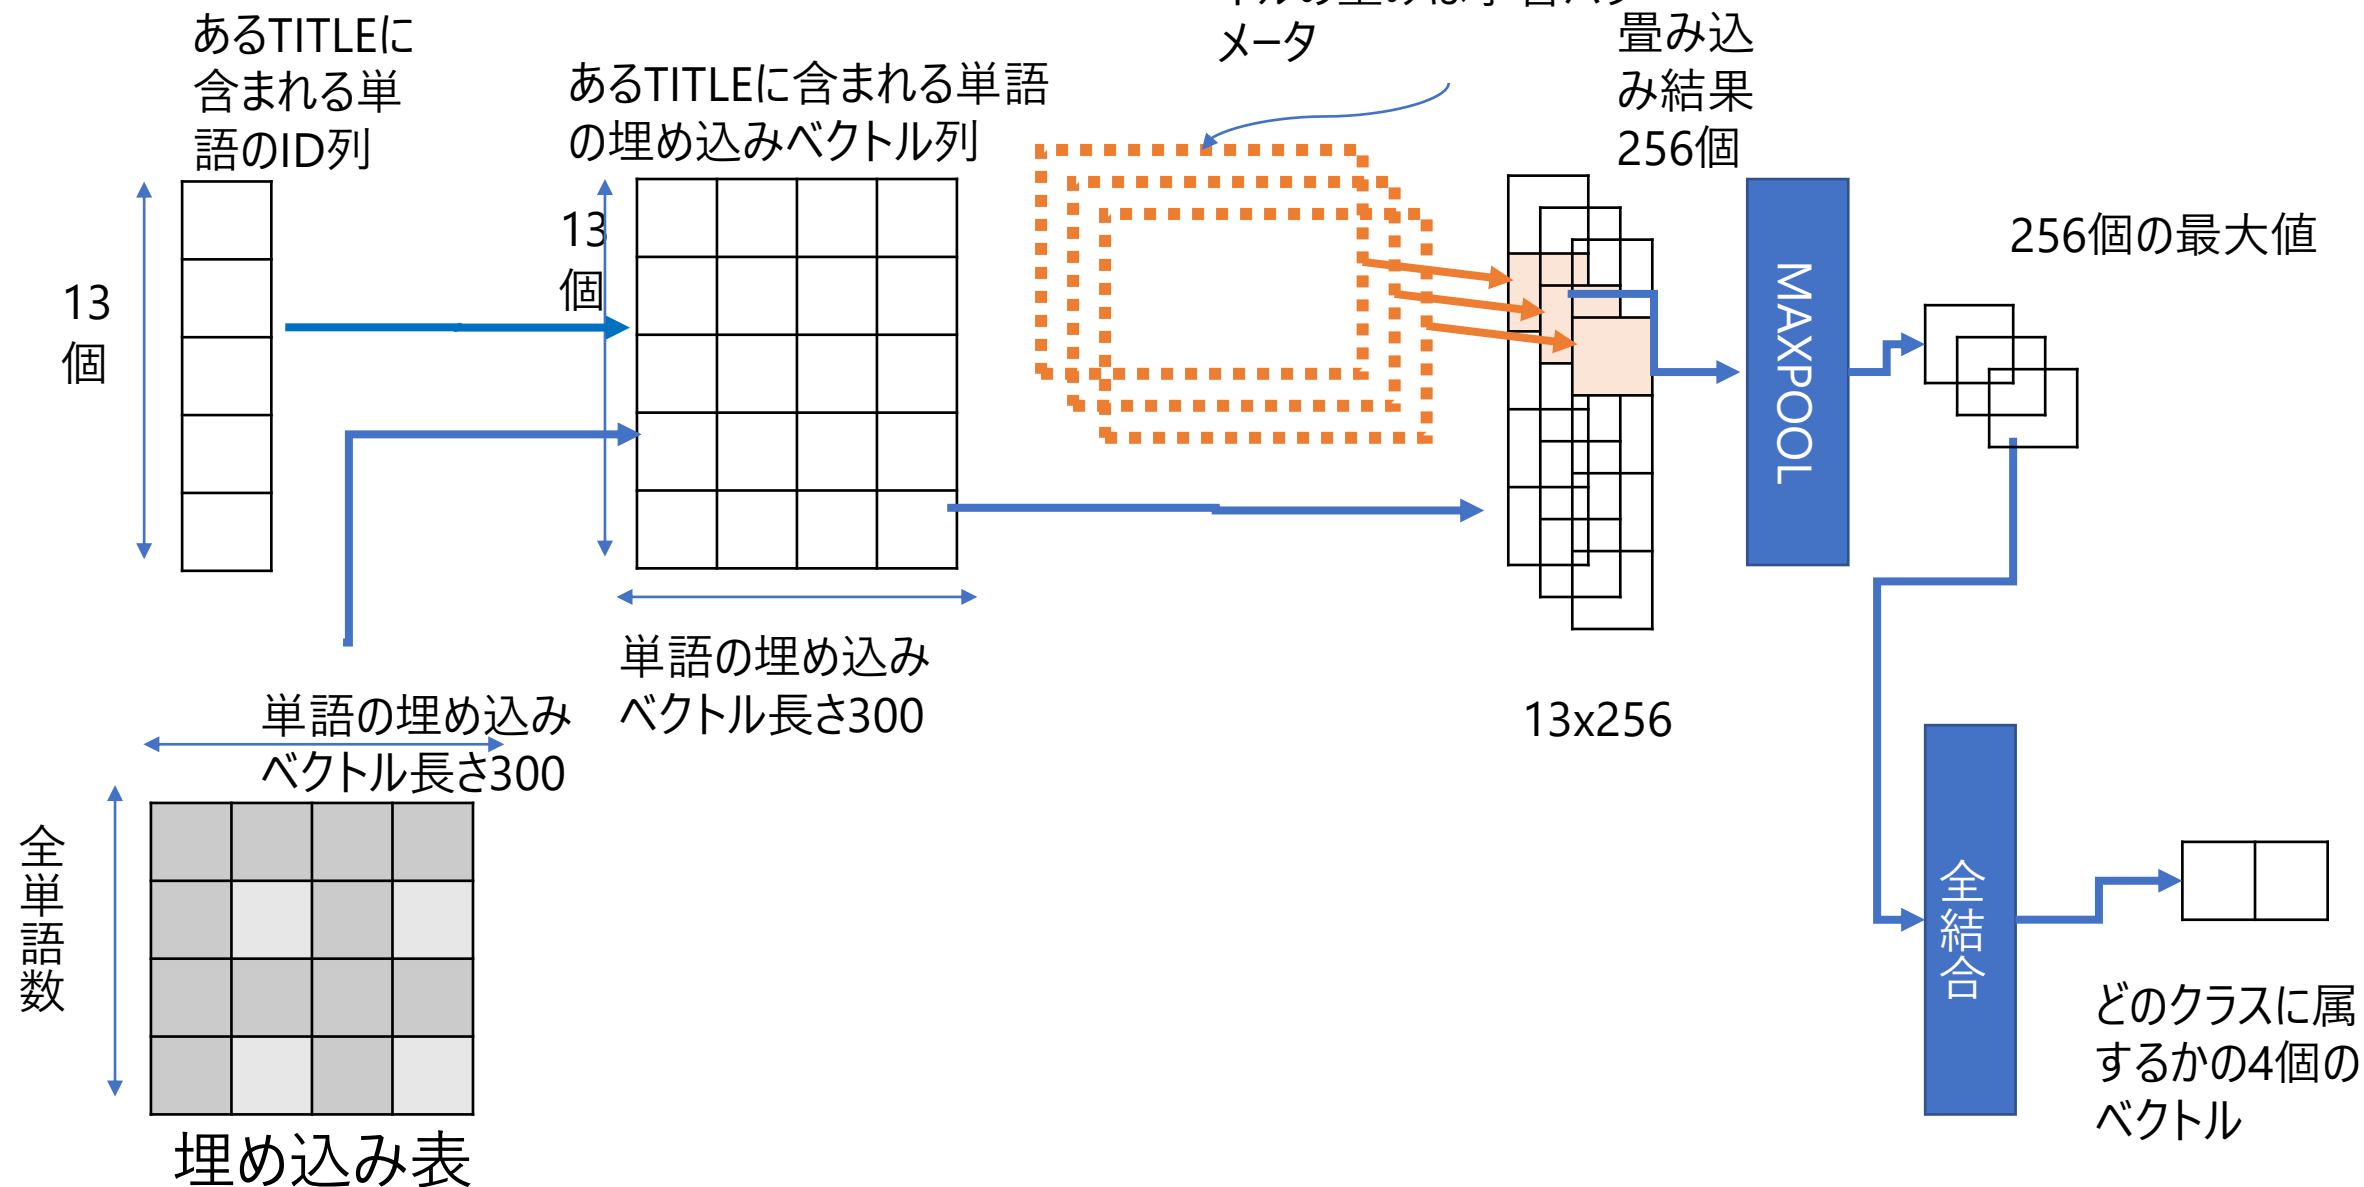 あるTITLEに
含まれる単
語のID列
13
個
あるTITLEに含まれる単語
の埋め込みベクトル列
13
個
メータ
畳み込
み結果
256個
MAXPOOL
256個の最大値
単語の埋め込み
ベクトル長さ300
13x256
単語の埋め込み
ベクトル長さ300
全単語数
埋め込み表
全結合
どのクラスに属
するかの4個の
ベクトル